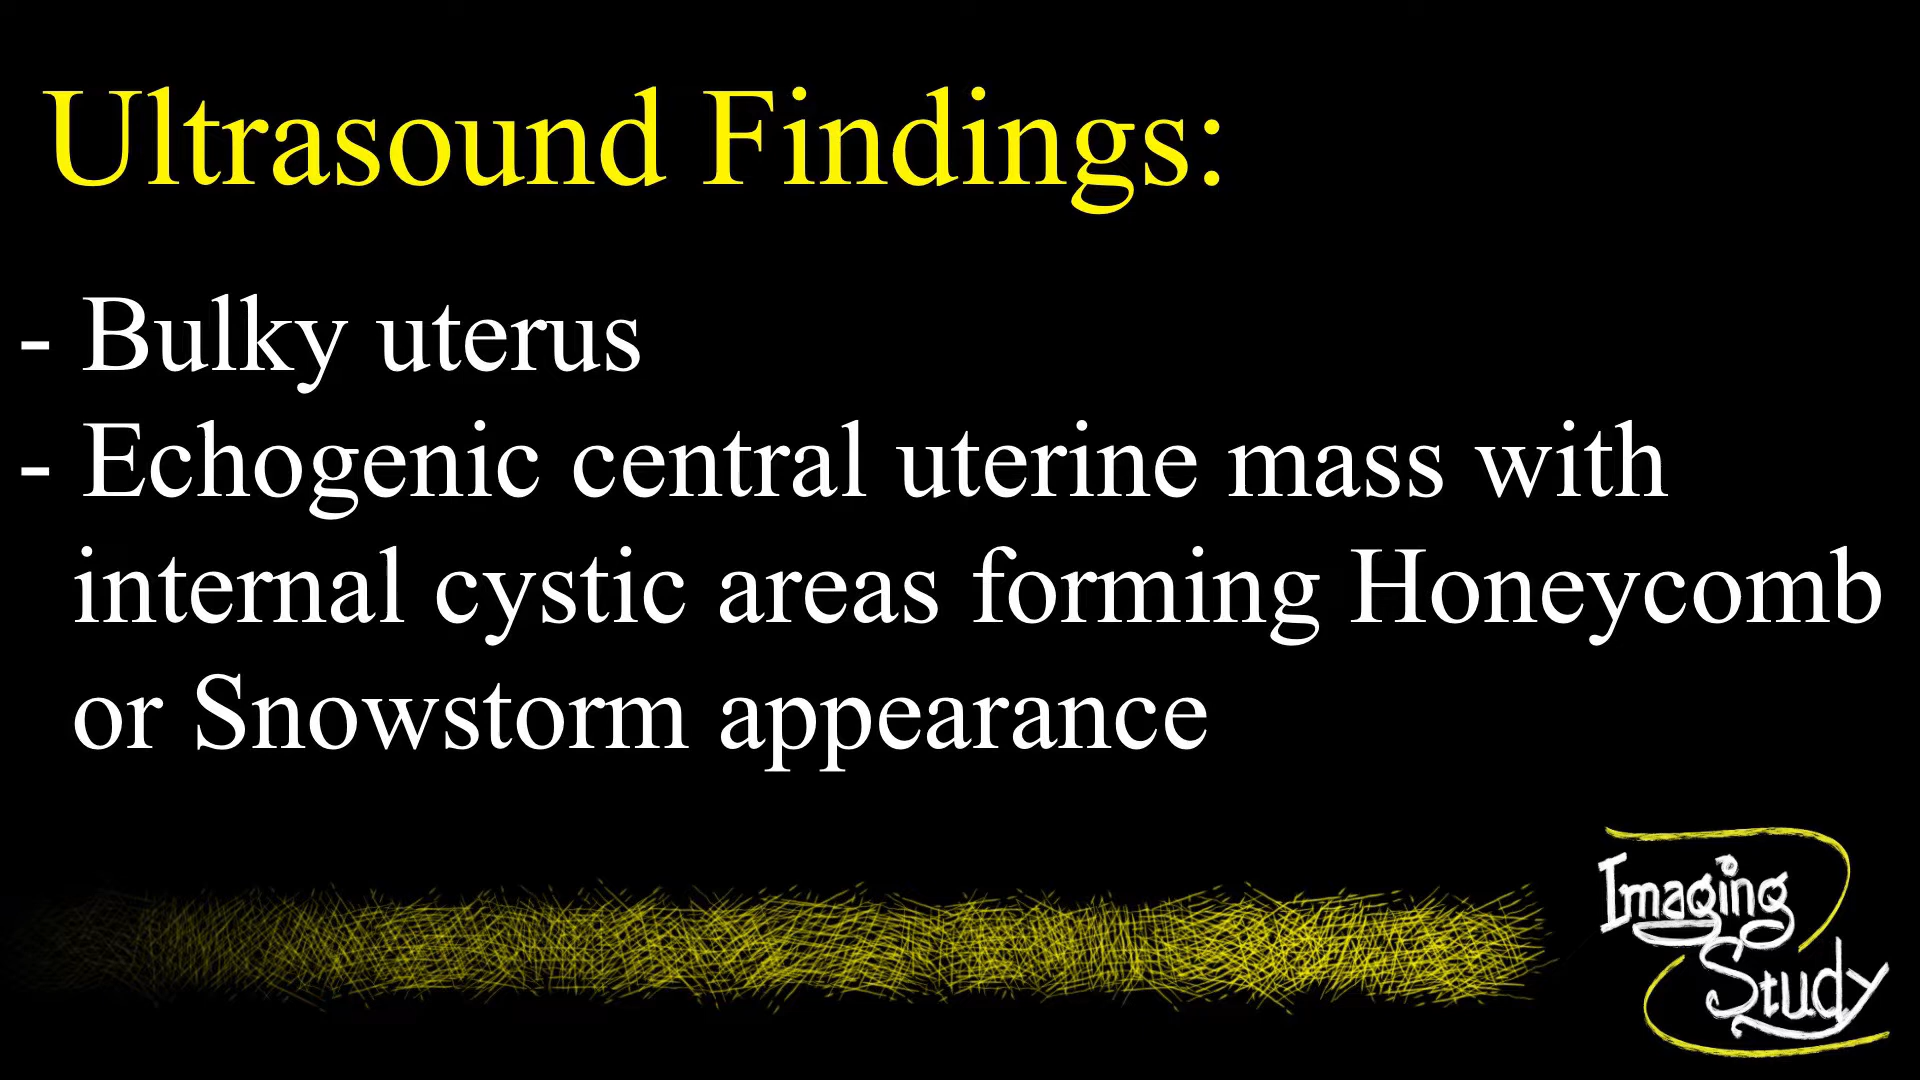 Ultrasound Findings:
- Bulky uterus
- Echogenic central uterine mass with
internal cystic areas forming Honeycomb
or Snowstorm appearance
Imaging
Study